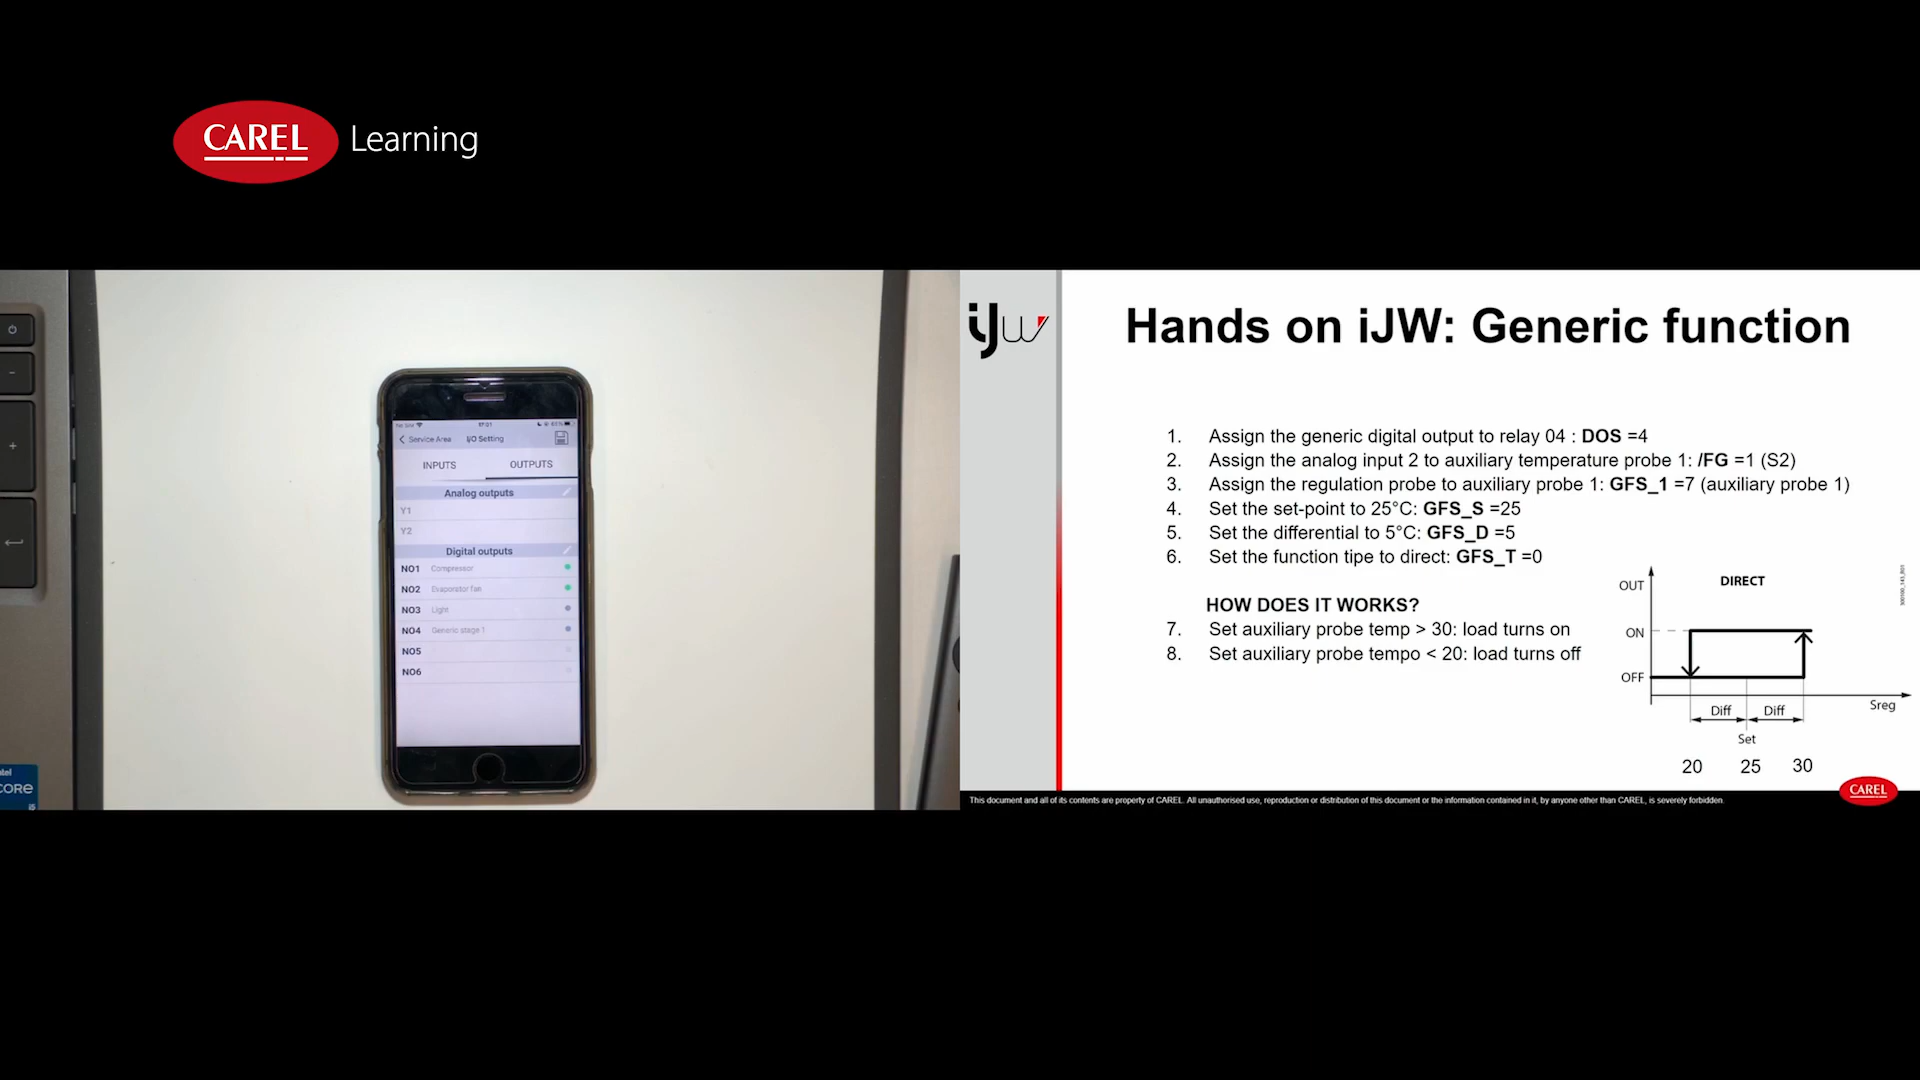 CAREL Learning
Service Area
I/O Setting
INPUTS
OUTPUTS
Analog outputs
Y1
Y2
Digital outputs
NO1 Compressor
NO2 Evaporator fan
NO3 Light
NO4 Generic stage 1
NO5
NO6
intel
CORE
i5
iJW
Hands on iJW: Generic function
1. Assign the generic digital output to relay 04 : DOS =4
2. Assign the analog input 2 to auxiliary temperature probe 1: /FG =1 (S2)
3. Assign the regulation probe to auxiliary probe 1: GFS_1 =7 (auxiliary probe 1)
4. Set the set-point to 25°C: GFS_S =25
5. Set the differential to 5°C: GFS_D =5
6. Set the function tipe to direct: GFS_T =0
HOW DOES IT WORKS?
7. Set auxiliary probe temp > 30: load turns on
8. Set auxiliary probe tempo < 20: load turns off
OUT
DIRECT
ON
OFF
Diff
Diff
Sreg
Set
20 25 30
CAREL
This document and all of its contents are property of CAREL. All unauthorised use, reproduction or distribution of this document or the information contained in it, by anyone other than CAREL, is severely forbidden.